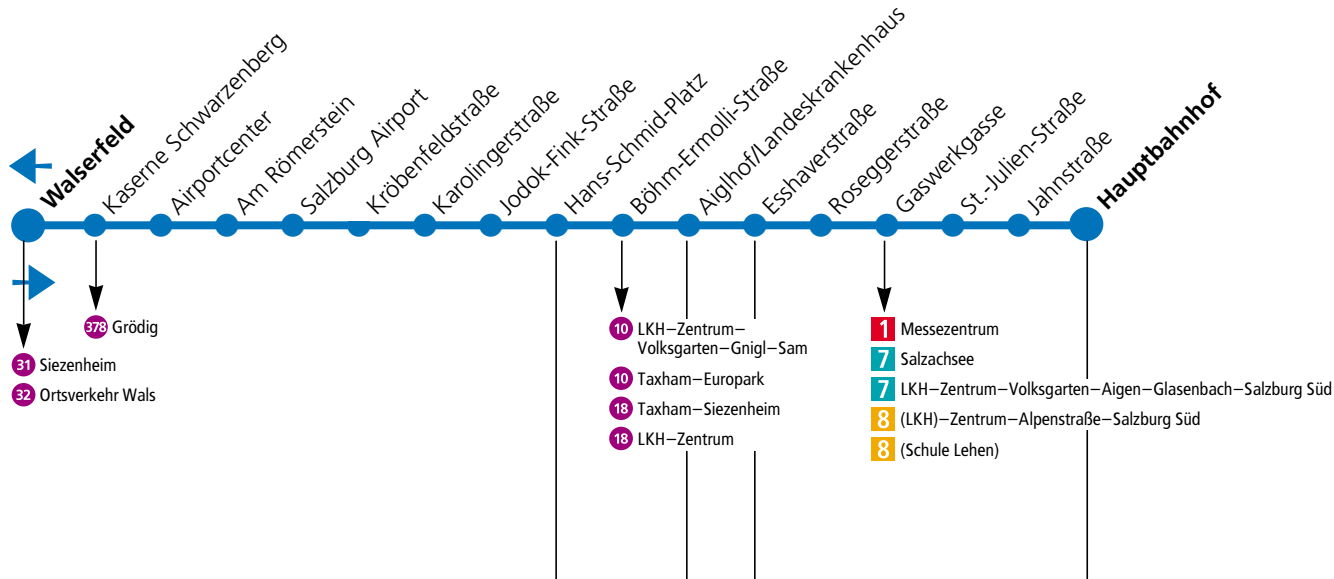 Walserfeld
Kaserne Schwarzenberg
Airportcenter
Am Römerstein
Salzburg Airport
Kröbenfeldstraße
Karolingerstraße
Jodok-Fink-Straße
Hans-Schmid-Platz
Böhm-Ermolli-Straße
Aiglhof/Landeskrankenhaus
Esshaverstraße
Roseggerstraße
Gaswerkgasse
St.-Julien-Straße
Jahnstraße
Hauptbahnhof
31 Siezenheim
32 Ortsverkehr Wals
378 Grödig
10 LKH–Zentrum–
Volksgarten–Gnigl–Sam
10 Taxham–Europark
18 Taxham–Siezenheim
18 LKH–Zentrum
1 Messezentrum
7 Salzachsee
7 LKH–Zentrum–Volksgarten–Aigen–Glasenbach–Salzburg Süd
8 (LKH)–Zentrum–Alpenstraße–Salzburg Süd
8 (Schule Lehen)